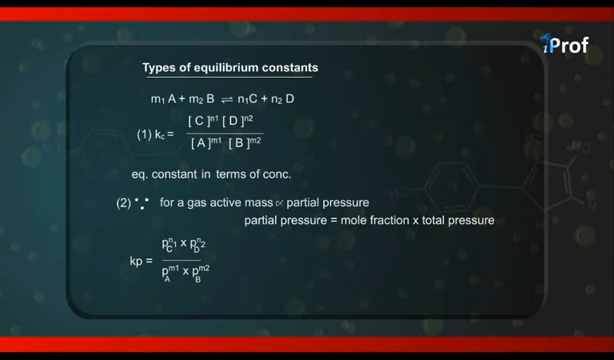 iProf
Types of equilibrium constants
m1 A + m2 B ⇌ n1C + n2 D
(1) kc = [ C ]^n1 [ D ]^n2 / [ A ]^m1 [ B ]^m2
eq. constant in terms of conc.
(2) ∵ for a gas active mass ∝ partial pressure
partial pressure = mole fraction x total pressure
kp = p_C^n1 x p_D^n2 / p_A^m1 x p_B^m2